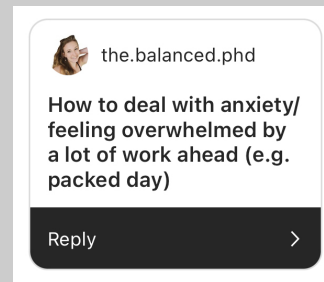 the.balanced.phd
How to deal with anxiety/
feeling overwhelmed by
a lot of work ahead (e.g.
packed day)
Reply